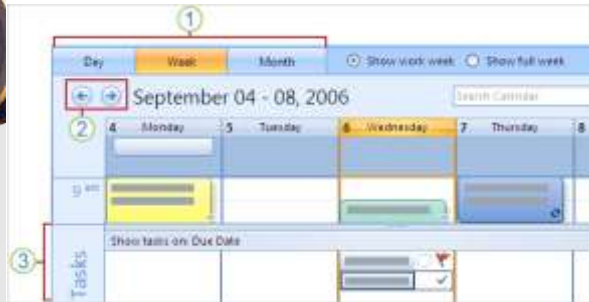 1
Day Week Month Show work week Show full week
September 04 - 08, 2006 Search Calendar
2
4 Monday 5 Tuesday 6 Wednesday 7 Thursday 8
9 am
Show tasks on: Due Date
3
Tasks